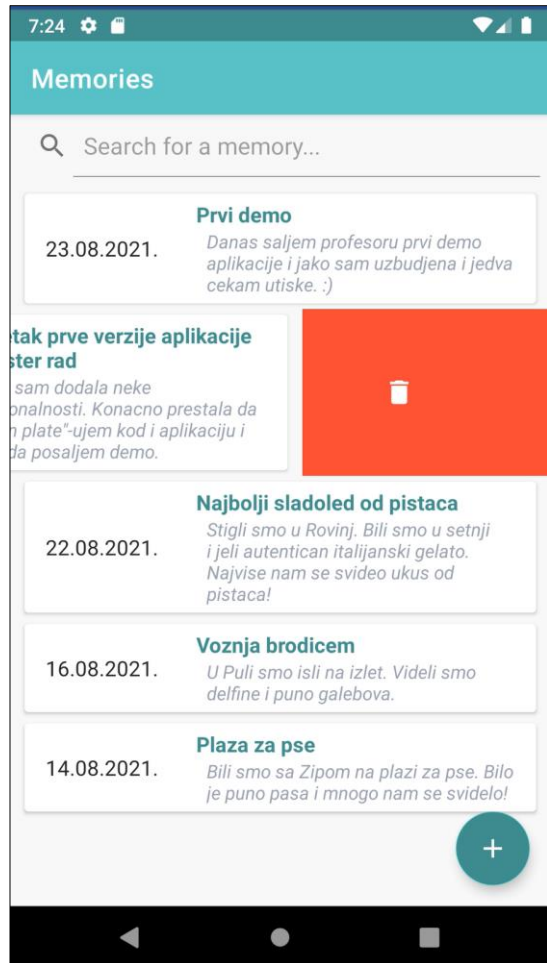 7:24
Memories
Search for a memory...
Prvi demo
23.08.2021.
Danas saljem profesoru prvi demo
aplikacije i jako sam uzbudjena i jedva
cekam utiske. :)
prve verzije aplikacije
rad
sam dodala neke
Konacno prestala da
plate"-ujem kod i aplikaciju i
da posaljem demo.
Najbolji sladoled od pistaca
22.08.2021.
Stigli smo u Rovinj. Bili smo u setnji
i jeli autentican italijanski gelato.
Najvise nam se svideo ukus od
pistaca!
Voznja brodicem
16.08.2021.
U Puli smo isli na izlet. Videli smo
delfine i puno galebova.
Plaza za pse
14.08.2021.
Bili smo sa Zipom na plazi za pse. Bilo
je puno pasa i mnogo nam se svidelo!
+